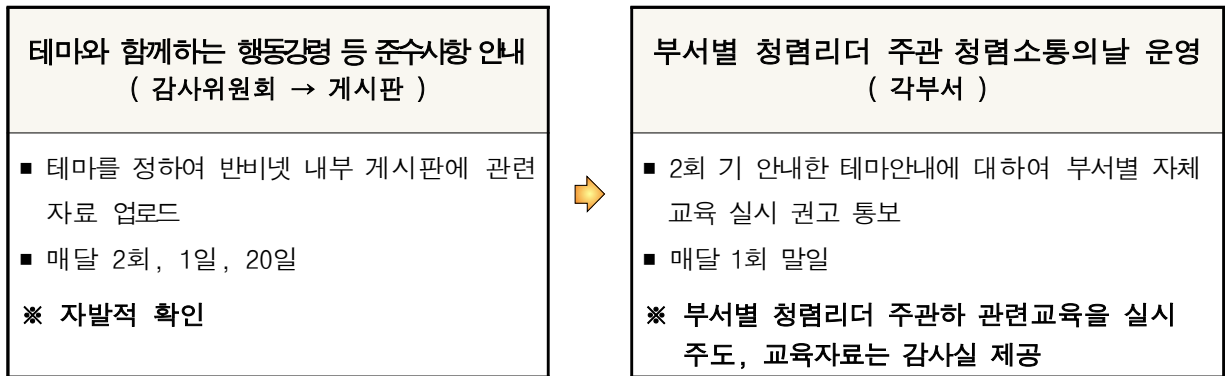 테마와 함께하는 행동강령 등 준수사항 안내
( 감사위원회 → 게시판 )
■ 테마를 정하여 반비넷 내부 게시판에 관련
자료 업로드
■ 매달 2회, 1일, 20일
※ 자발적 확인
부서별 청렴리더 주관 청렴소통의날 운영
( 각부서 )
■ 2회 기 안내한 테마안내에 대하여 부서별 자체
교육 실시 권고 통보
■ 매달 1회 말일
※ 부서별 청렴리더 주관하 관련교육을 실시
주도, 교육자료는 감사실 제공